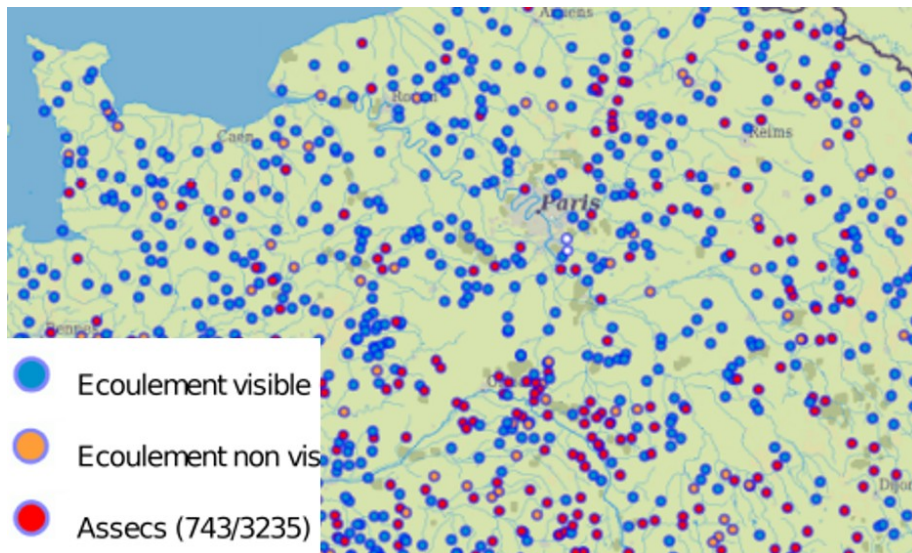 Amiens
Rouen
Caen
Reims
Paris
Rennes
Ecoulement visible
Ecoulement non vis
Assecs (743/3235)
Dijon